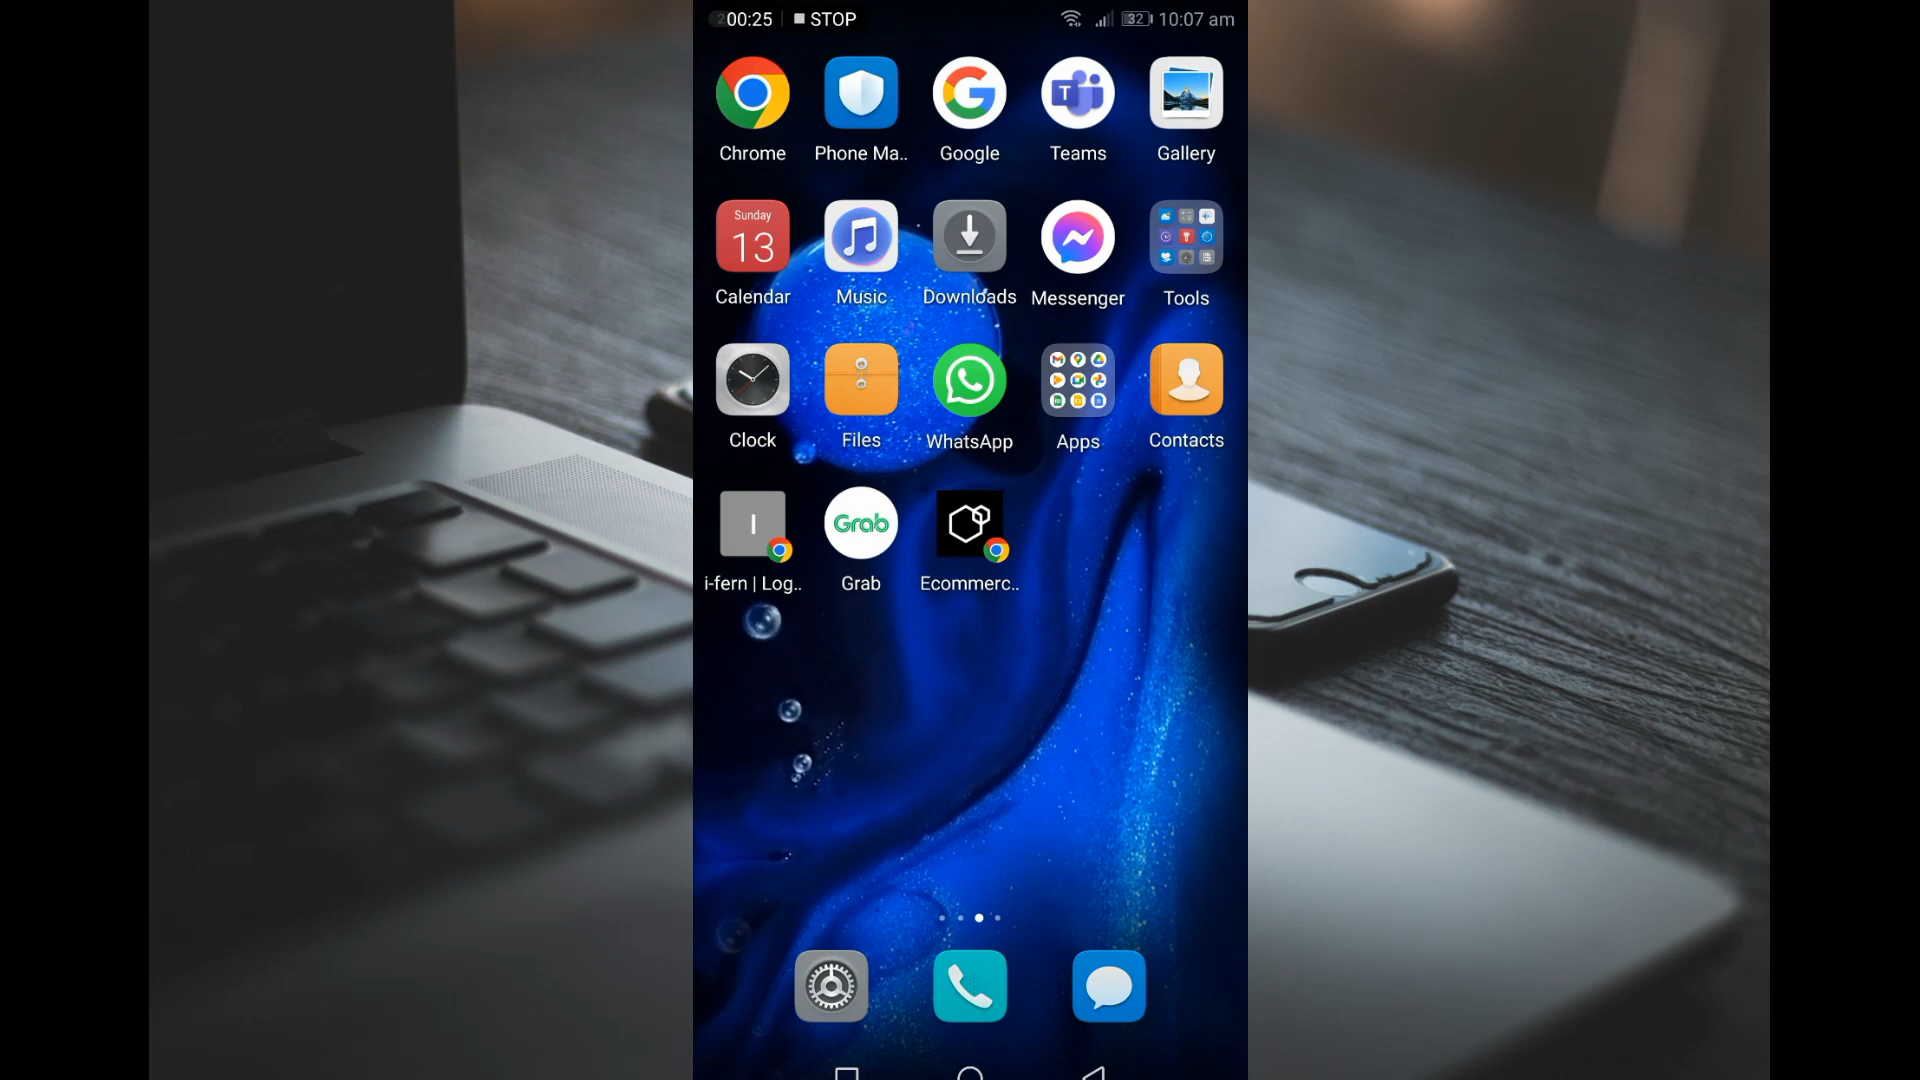 00:25 STOP 32 10:07 am
Chrome Phone Ma.. Google Teams Gallery
Sunday
13
Calendar Music Downloads Messenger Tools
Clock Files WhatsApp Apps Contacts
I Grab
i-fern | Log.. Grab Ecommerc..